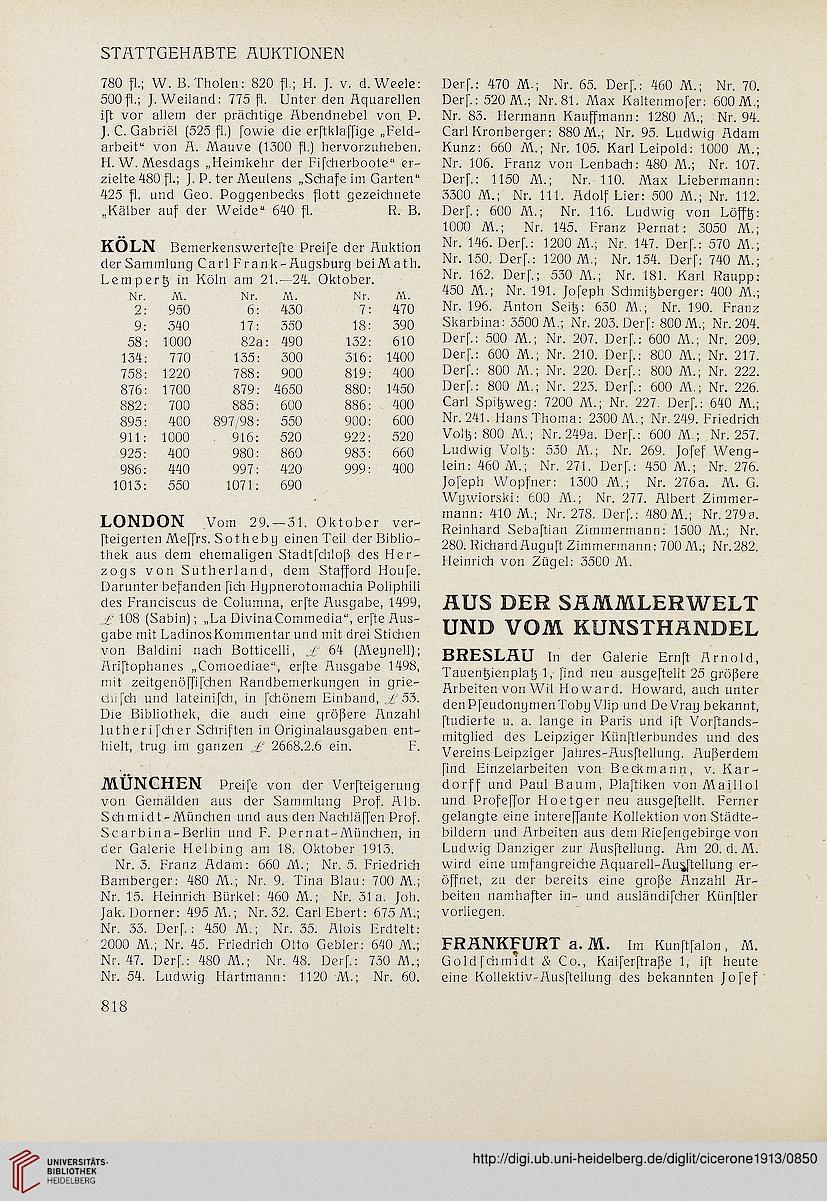 STATTGEHABTE AUKTIONEN
780 fl.; W. B. Tholen: 820 fl.; H. J. v. d. Weele:
500 fl.; J. Weiland: 775 fl. Unter den Aquarellen
iſt vor allem der prächtige Abendnebel von P.
J. C. Gabriël (525 fl.) ſowie die erſtklaſſige „Feld-
arbeit“ von A. Mauve (1300 fl.) hervorzuheben.
H. W. Mesdags „Heimkehr der Fiſcherboote“ er-
zielte 480 fl.; J. P. ter Meulens „Schafe im Garten“
425 fl. und Geo. Poggenbecks flott gezeichnete
„Kälber auf der Weide“ 640 fl. R. B.
KÖLN Bemerkenswerteſte Preiſe der Auktion
der Sammlung Carl Frank-Augsburg bei Math.
Lempertz in Köln am 21.—24. Oktober.
Nr. M. Nr. M. Nr. M.
2: 950 6: 430 7: 470
9: 340 17: 350 18: 390
58: 1000 82a: 490 132: 610
134: 770 135: 300 316: 1400
758: 1220 788: 900 819: 400
876: 1700 879: 4650 880: 1450
882: 700 885: 600 886: 400
895: 400 897/98: 550 900: 600
911: 1000 916: 520 922: 520
925: 400 980: 860 983: 660
986: 440 997: 420 999: 400
1013: 550 1071: 690
LONDON Vom 29.—31. Oktober ver-
ſteigerten Meſſrs. Sotheby einen Teil der Biblio-
thek aus dem ehemaligen Stadtſchloß des Her-
zogs von Sutherland, dem Stafford Houſe.
Darunter befanden ſich Hypnerotomachia Poliphili
des Franciscus de Columna, erſte Ausgabe, 1499,
£ 108 (Sabin); „La Divina Commedia“, erſte Aus-
gabe mit Ladinos Kommentar und mit drei Stichen
von Baldini nach Botticelli, £ 64 (Meynell);
Ariſtophanes „Comoediae“, erſte Ausgabe 1498,
mit zeitgenöſſiſchen Randbemerkungen in grie-
chiſch und lateiniſch, in ſchönem Einband, £ 53.
Die Bibliothek, die auch eine größere Anzahl
lutheriſcher Schriften in Originalausgaben ent-
hielt, trug im ganzen £ 2668.2.6 ein. F.
MÜNCHEN Preiſe von der Verſteigerung
von Gemälden aus der Sammlung Prof. Alb.
Schmidt-München und aus den Nachläſſen Prof.
Scarbina-Berlin und F. Pernat-München, in
der Galerie Helbing am 18. Oktober 1913.
Nr. 3. Franz Adam: 660 M.; Nr. 5. Friedrich
Bamberger: 480 M.; Nr. 9. Tina Blau: 700 M.;
Nr. 15. Heinrich Bürkel: 460 M.; Nr. 31a. Joh.
Jak. Dorner: 495 M.; Nr. 32. Carl Ebert: 675 M.;
Nr. 33. Derſ.: 450 M.; Nr. 35. Alois Erdtelt:
2000 M.; Nr. 45. Friedrich Otto Gebler: 640 M.;
Nr. 47. Derſ.: 480 M.; Nr. 48. Derſ.: 730 M.;
Nr. 54. Ludwig Hartmann: 1120 M.; Nr. 60.
818
Derſ.: 470 M.; Nr. 65. Derſ.: 460 M.; Nr. 70.
Derſ.: 520 M.; Nr. 81. Max Kaltenmoſer: 600 M.;
Nr. 83. Hermann Kauffmann: 1280 M.; Nr. 94.
Carl Kronberger: 880 M.; Nr. 95. Ludwig Adam
Kunz: 660 M.; Nr. 105. Karl Leipold: 1000 M.;
Nr. 106. Franz von Lenbach: 480 M.; Nr. 107.
Derſ.: 1150 M.; Nr. 110. Max Liebermann:
3300 M.; Nr. 111. Adolf Lier: 500 M.; Nr. 112.
Derſ.: 600 M.; Nr. 116. Ludwig von Löfftz:
1000 M.; Nr. 145. Franz Pernat: 3050 M.;
Nr. 146. Derſ.: 1200 M.; Nr. 147. Derſ.: 570 M.;
Nr. 150. Derſ.: 1200 M.; Nr. 154. Derſ: 740 M.;
Nr. 162. Derſ.; 530 M.; Nr. 181. Karl Raupp:
450 M.; Nr. 191. Joſeph Schmitzberger: 400 M.;
Nr. 196. Anton Seitz: 630 M.; Nr. 190. Franz
Skarbina: 3500 M.; Nr. 203. Derſ: 800 M.; Nr. 204.
Derſ.: 500 M.; Nr. 207. Derſ.: 600 M.; Nr. 209.
Derſ.: 600 M.; Nr. 210. Derſ.: 800 M.; Nr. 217.
Derſ.: 800 M.; Nr. 220. Derſ.: 800 M.; Nr. 222.
Derſ.: 800 M.; Nr. 223. Derſ.: 600 M.; Nr. 226.
Carl Spitzweg: 7200 M.; Nr. 227. Derſ.: 640 M.;
Nr. 241. Hans Thoma: 2300 M.; Nr. 249. Friedrich
Voltz: 800 M.; Nr. 249a. Derſ.: 600 M.; Nr. 257.
Ludwig Voltz: 530 M.; Nr. 269. Joſef Weng-
lein: 460 M.; Nr. 271. Derſ.: 450 M.; Nr. 276.
Joſeph Wopfner: 1300 M.; Nr. 276a. M. G.
Wywiorski: 600 M.; Nr. 277. Albert Zimmer-
mann: 410 M.; Nr. 278. Derſ.: 480 M.; Nr. 279a.
Reinhard Sebaſtian Zimmermann: 1500 M.; Nr.
280. Richard Auguſt Zimmermann: 700 M.; Nr. 282.
Heinrich von Zügel: 3500 M.
AUS DER SAMMLERWELT
UND VOM KUNSTHANDEL
BRESLAU In der Galerie Ernſt Arnold,
Tauentzienplatz 1, ſind neu ausgeſtellt 25 größere
Arbeiten von Wil Howard. Howard, auch unter
den Pſeudonymen Toby Vlip und De Vray bekannt,
ſtudierte u. a. lange in Paris und iſt Vorſtands-
mitglied des Leipziger Künſtlerbundes und des
Vereins Leipziger Jahres-Ausſtellung. Außerdem
ſind Einzelarbeiten von Beckmann, v. Kar-
dorff und Paul Baum, Plaſtiken von Maillol
und Profeſſor Hoetger neu ausgeſtellt. Ferner
gelangte eine intereſſante Kollektion von Städte-
bildern und Arbeiten aus dem Rieſengebirge von
Ludwig Danziger zur Ausſtellung. Am 20. d. M.
wird eine umfangreiche Aquarell-Ausſtellung er-
öffnet, zu der bereits eine große Anzahl Ar-
beiten namhafter in- und ausländiſcher Künſtler
vorliegen.
FRANKFURT a. M. Im Kunſtſalon, M.
Goldſchmidt & Co., Kaiſerſtraße 1, iſt heute
eine Kollektiv-Ausſtellung des bekannten Joſef
UNIVERSITÄTS-
BIBLIOTHEK
HEIDELBERG
http://digi.ub.uni-heidelberg.de/diglit/cicerone1913/0850